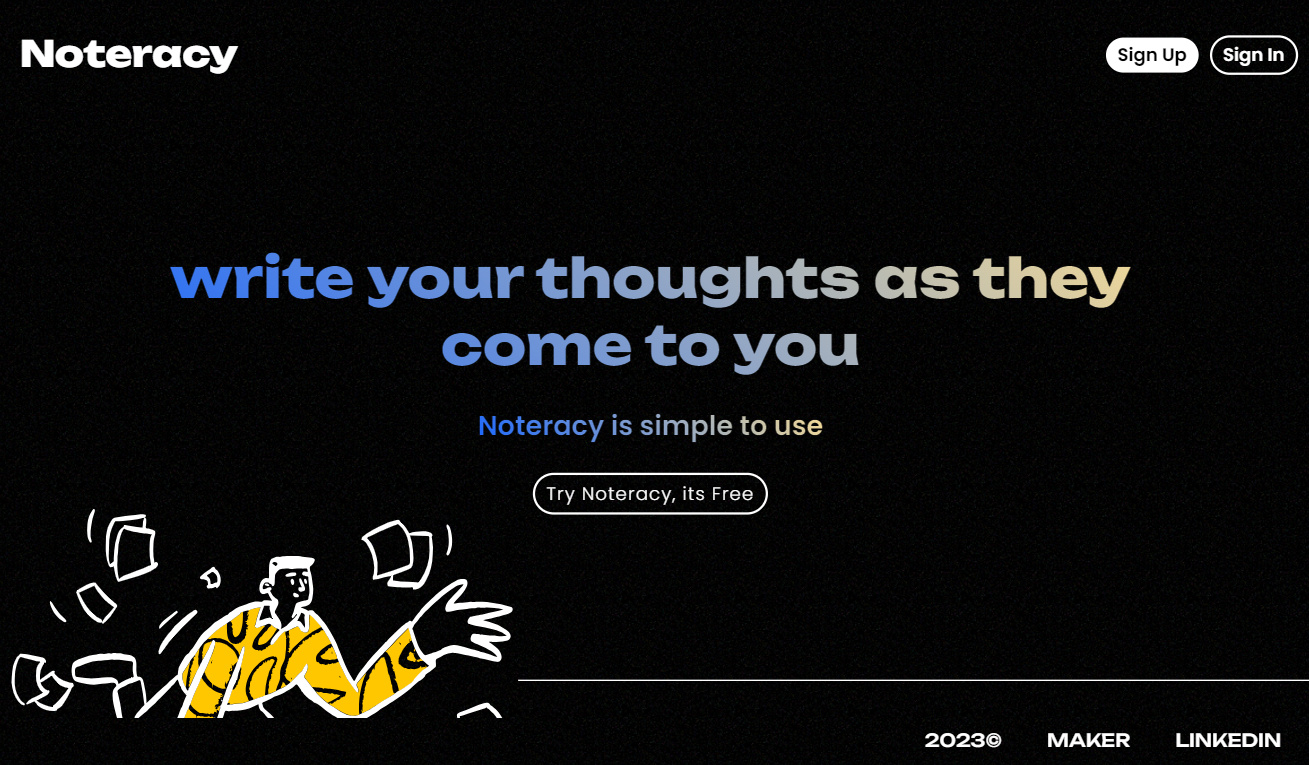 Noteracy
Sign Up
Sign In
write your thoughts as they
come to you
Noteracy is simple to use
Try Noteracy, its Free
2023©
MAKER
LINKEDIN